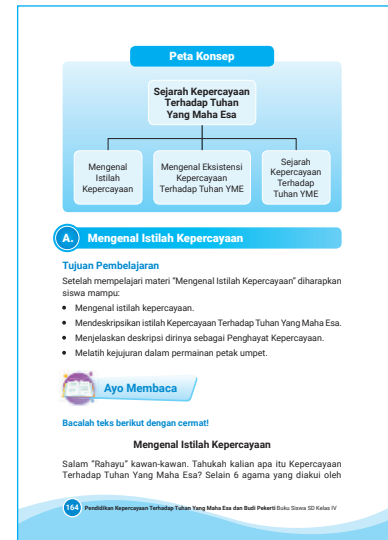 Peta Konsep
Sejarah Kepercayaan
Terhadap Tuhan
Yang Maha Esa
Mengenal
Istilah
Kepercayaan
Mengenal Eksistensi
Kepercayaan
Terhadap Tuhan YME
Sejarah
Kepercayaan
Terhadap
Tuhan YME
A. Mengenal Istilah Kepercayaan
Tujuan Pembelajaran
Setelah mempelajari materi “Mengenal Istilah Kepercayaan” diharapkan
siswa mampu:
• Mengenal istilah kepercayaan.
• Mendeskripsikan istilah Kepercayaan Terhadap Tuhan Yang Maha Esa.
• Menjelaskan deskripsi dirinya sebagai Penghayat Kepercayaan.
• Melatih kejujuran dalam permainan petak umpet.
Ayo Membaca
Bacalah teks berikut dengan cermat!
Mengenal Istilah Kepercayaan
Salam “Rahayu” kawan-kawan. Tahukah kalian apa itu Kepercayaan
Terhadap Tuhan Yang Maha Esa? Selain 6 agama yang diakui oleh
164 Pendidikan Kepercayaan Terhadap Tuhan Yang Maha Esa dan Budi Pekerti Buku Siswa SD Kelas IV